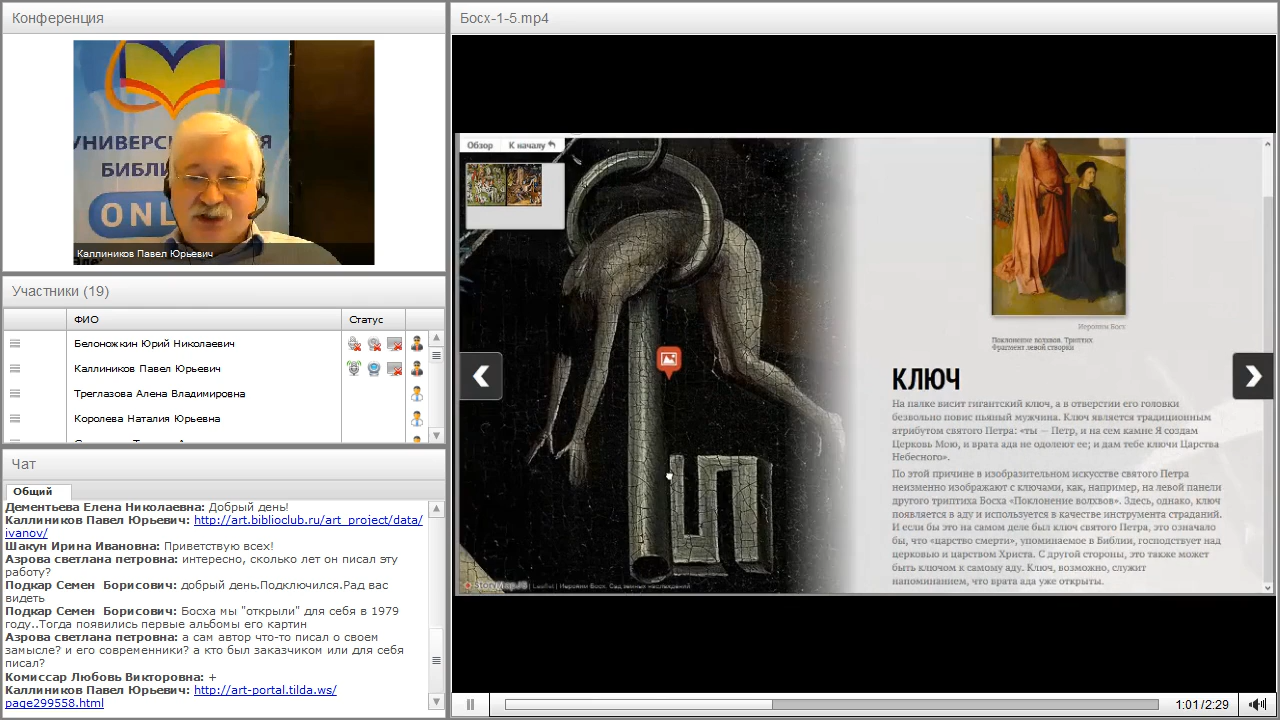 Конференция
УНИВЕРС
АЯ
БИБЛИ
ONL
Каллиников Павел Юрьевич
Участники (19)
ФИО
Статус
Белоножкин Юрий Николаевич
Каллиников Павел Юрьевич
Треглазова Алена Владимировна
Королева Наталия Юрьевна
Чат
Общий
Дементьева Елена Николаевна: Добрый день!
Каллиников Павел Юрьевич: http://art.biblioclub.ru/art_project/data/
ivanov/
Шакун Ирина Ивановна: Приветствую всех!
Азрова светлана петровна: интересно, сколько лет он писал эту
работу?
Подкар Семен Борисович: добрый день.Подключился.Рад вас
видеть
Подкар Семен Борисович: Босха мы "открыли" для себя в 1979
году..Тогда появились первые альбомы его картин
Азрова светлана петровна: а сам автор что-то писал о своем
замысле? и его современники? а кто был заказчиком или для себя
писал?
Комиссар Любовь Викторовна: +
Каллиников Павел Юрьевич: http://art-portal.tilda.ws/
page299558.html
Босх-1-5.mp4
Обзор
К началу
Иероним Босх
Поклонение волхвов. Триптих
Фрагмент левой створки
КЛЮЧ
На палке висит гигантский ключ, а в отверстии его головки
безвольно повис пьяный мужчина. Ключ является традиционным
атрибутом святого Петра: «ты — Петр, и на сем камне Я создам
Церковь Мою, и врата ада не одолеют ее; и дам тебе ключи Царства
Небесного».
По этой причине в изобразительном искусстве святого Петра
неизменно изображают с ключами, как, например, на левой панели
другого триптиха Босха «Поклонение волхвов». Здесь, однако, ключ
появляется в аду и используется в качестве инструмента страданий.
И если бы это на самом деле был ключ святого Петра, это означало
бы, что «царство смерти», упоминаемое в Библии, господствует над
церковью и царством Христа. С другой стороны, это также может
быть ключом к самому аду. Ключ, возможно, служит
напоминанием, что врата ада уже открыты.
StoryMapJS | Leaflet | Иероним Босх. Сад земных наслаждений
1:01/2:29